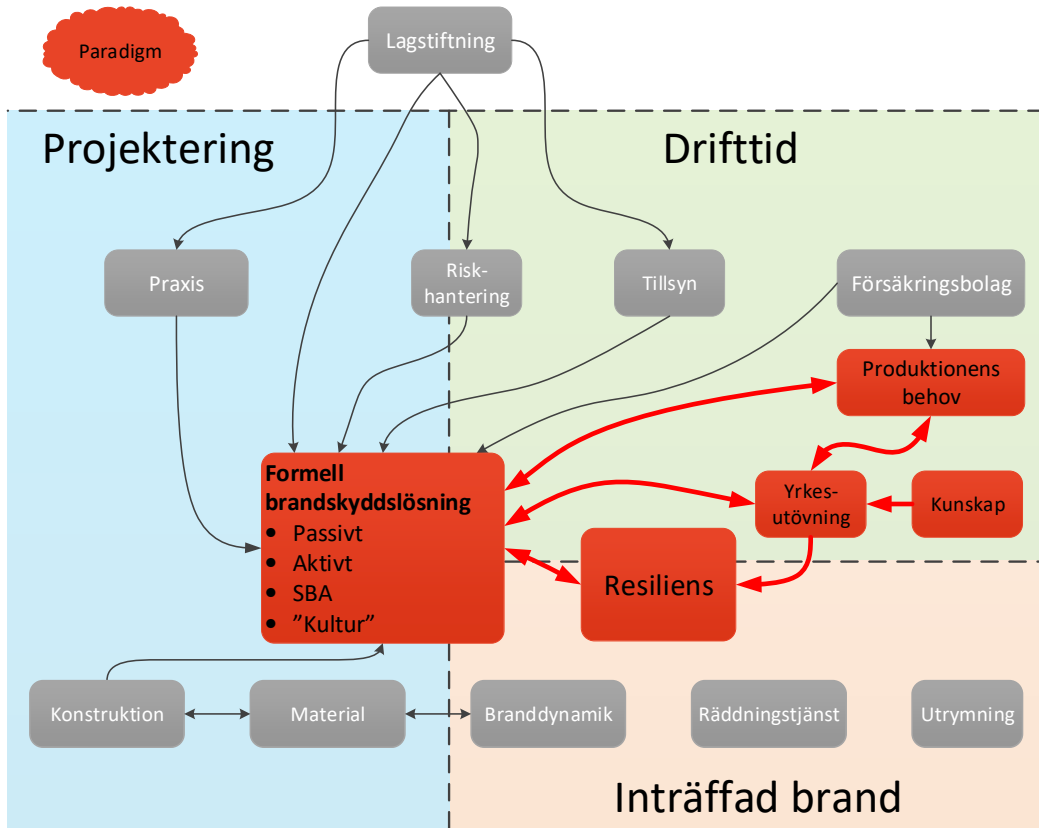 Paradigm
Lagstiftning
Projektering
Drifttid
Praxis
Risk-
hantering
Tillsyn
Försäkringsbolag
Produktionens
behov
Formell
brandskyddslösning
• Passivt
• Aktivt
• SBA
• ”Kultur”
Yrkes-
utövning
Kunskap
Resiliens
Konstruktion
Material
Branddynamik
Räddningstjänst
Utrymning
Inträffad brand